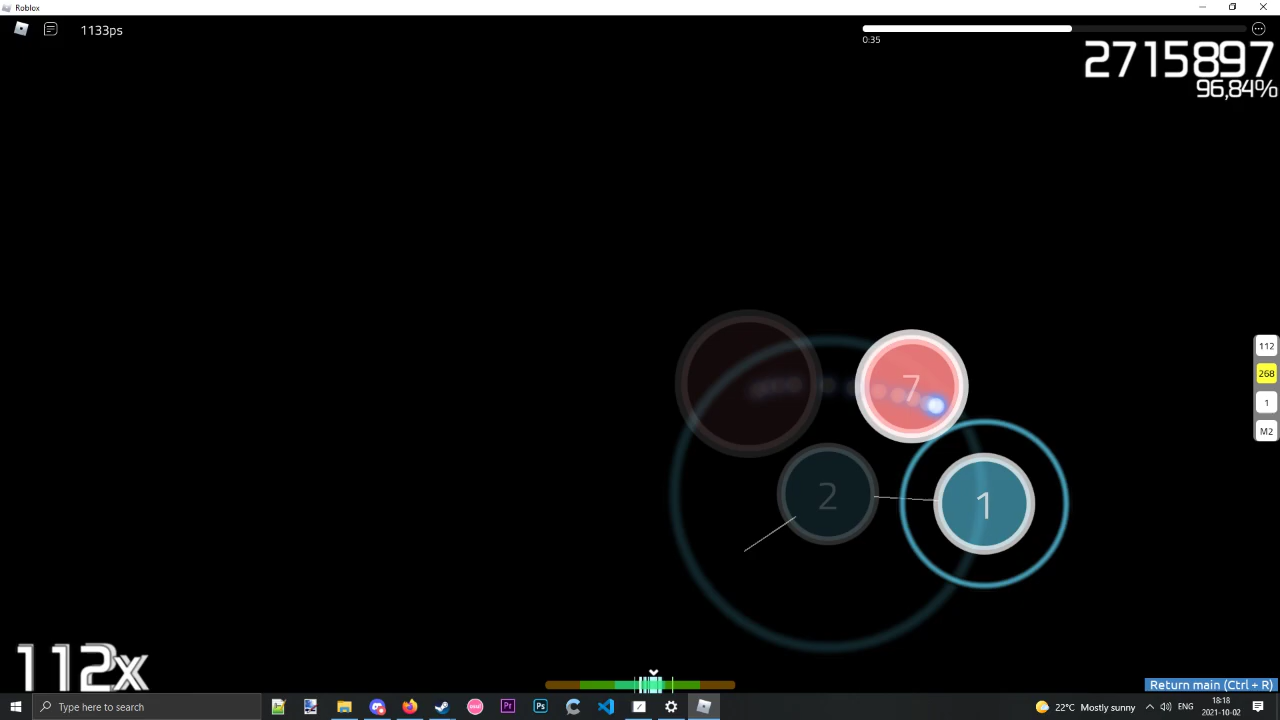 Roblox
1133ps
0:35
2715897
96,84%
7
2
1
112
268
1
M2
112x
Return main (Ctrl + R)
Type here to search
22°C Mostly sunny
ENG
18:18
2021-10-02